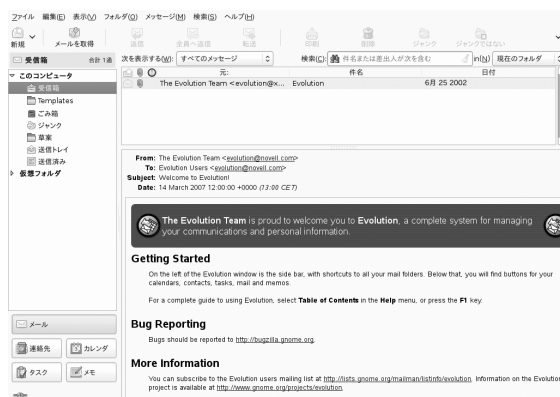 ファイル 編集(E) 表示(V) フォルダ(O) メッセージ(M) 検索(S) ヘルプ(H)
新規 メールを取得 返信 全員へ返信 転送 印刷 削除 ジャンク ジャンクではない
受信箱 合計 1通 次を表示する(W): すべてのメッセージ 検索(C): 件名または差出人が次を含む in(N) 現在のフォルダ
このコンピュータ
受信箱
Templates
ごみ箱
ジャンク
草案
送信トレイ
送信済み
仮想フォルダ
元: 件名 日付
The Evolution Team <evolution@x... Evolution 6月 25 2002
From: The Evolution Team <evolution@novell.com>
To: Evolution Users <evolution@novell.com>
Subject: Welcome to Evolution!
Date: 14 March 2007 12:00:00 +0000 (13:00 CET)
The Evolution Team is proud to welcome you to Evolution, a complete system for managing
your communications and personal information.
Getting Started
On the left of the Evolution window is the side bar, with shortcuts to all your mail folders. Below that, you will find buttons for your
calendars, contacts, tasks, mail and memos.
For a complete guide to using Evolution, select Table of Contents in the Help menu, or press the F1 key.
Bug Reporting
Bugs should be reported to http://bugzilla.gnome.org.
More Information
You can subscribe to the Evolution users mailing list at http://lists.gnome.org/mailman/listinfo/evolution. Information on the Evolution
project is available at http://www.gnome.org/projects/evolution.
メール
連絡先 カレンダ
タスク メモ